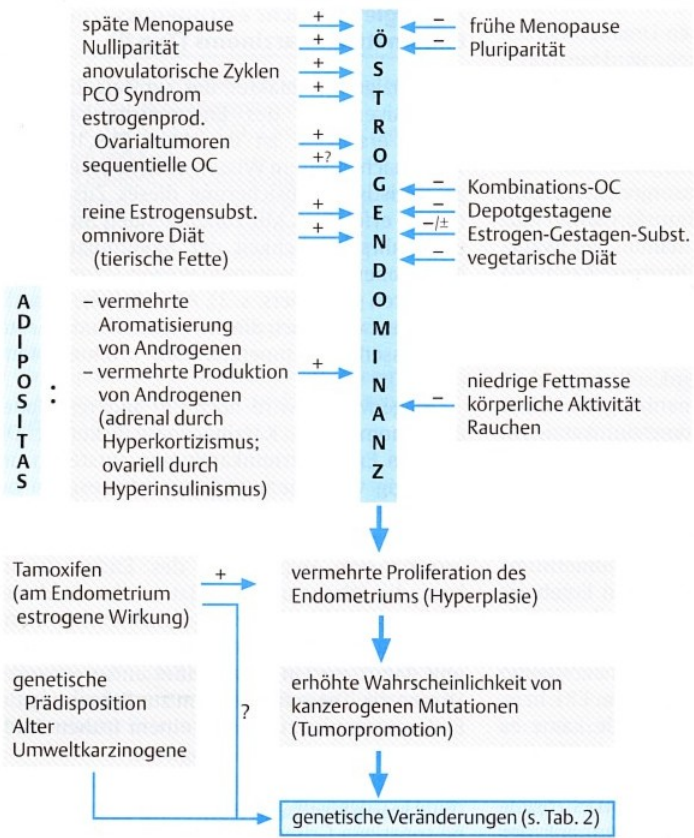 späte Menopause +
Nulliparität +
anovulatorische Zyklen +
PCO Syndrom +
estrogenprod.
Ovarialtumoren +
sequentielle OC +?
reine Estrogensubst. +
omnivore Diät +
(tierische Fette)
ADIPOSITAS :
– vermehrte
Aromatisierung
von Androgenen
– vermehrte Produktion +
von Androgenen
(adrenal durch
Hyperkortizismus;
ovariell durch
Hyperinsulinismus)
ÖSTROGENDOMINANZ
– frühe Menopause
– Pluriparität
– Kombinations-OC
– Depotgestagene
–/± Estrogen-Gestagen-Subst.
– vegetarische Diät
niedrige Fettmasse
– körperliche Aktivität
Rauchen
Tamoxifen +
(am Endometrium
estrogene Wirkung)
vermehrte Proliferation des
Endometriums (Hyperplasie)
genetische
Prädisposition
Alter
Umweltkarzinogene
?
erhöhte Wahrscheinlichkeit von
kanzerogenen Mutationen
(Tumorpromotion)
genetische Veränderungen (s. Tab. 2)